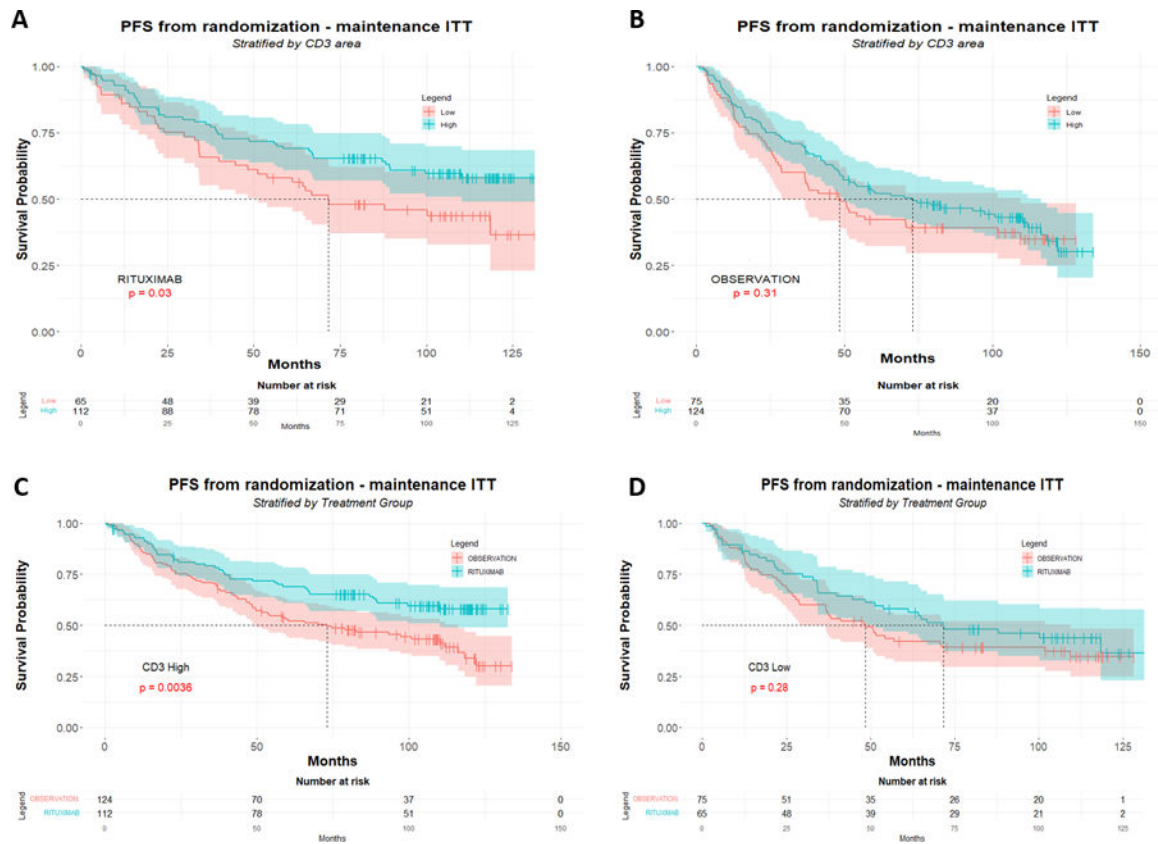 A
PFS from randomization - maintenance ITT
Stratified by CD3 area
Survival Probability
1.00
0.75
0.50
0.25
0.00
Legend
Low
High
RITUXIMAB
p = 0.03
0 25 50 75 100 125
Months
Number at risk
Legend
Low 65 48 39 29 21 2
High 112 88 78 71 51 4
0 25 50 75 100 125
Months
B
PFS from randomization - maintenance ITT
Stratified by CD3 area
Survival Probability
1.00
0.75
0.50
0.25
0.00
Legend
Low
High
OBSERVATION
p = 0.31
0 50 100 150
Months
Number at risk
Legend
Low 75 35 20 0
High 124 70 37 0
0 50 100 150
Months
C
PFS from randomization - maintenance ITT
Stratified by Treatment Group
Survival Probability
1.00
0.75
0.50
0.25
0.00
Legend
OBSERVATION
RITUXIMAB
CD3 High
p = 0.0036
0 50 100 150
Months
Number at risk
Legend
OBSERVATION 124 70 37 0
RITUXIMAB 112 78 51 0
0 50 100 150
Months
D
PFS from randomization - maintenance ITT
Stratified by Treatment Group
Survival Probability
1.00
0.75
0.50
0.25
0.00
Legend
OBSERVATION
RITUXIMAB
CD3 Low
p = 0.28
0 25 50 75 100 125
Months
Number at risk
Legend
OBSERVATION 75 51 35 26 20 1
RITUXIMAB 65 48 39 29 21 2
0 25 50 75 100 125
Months